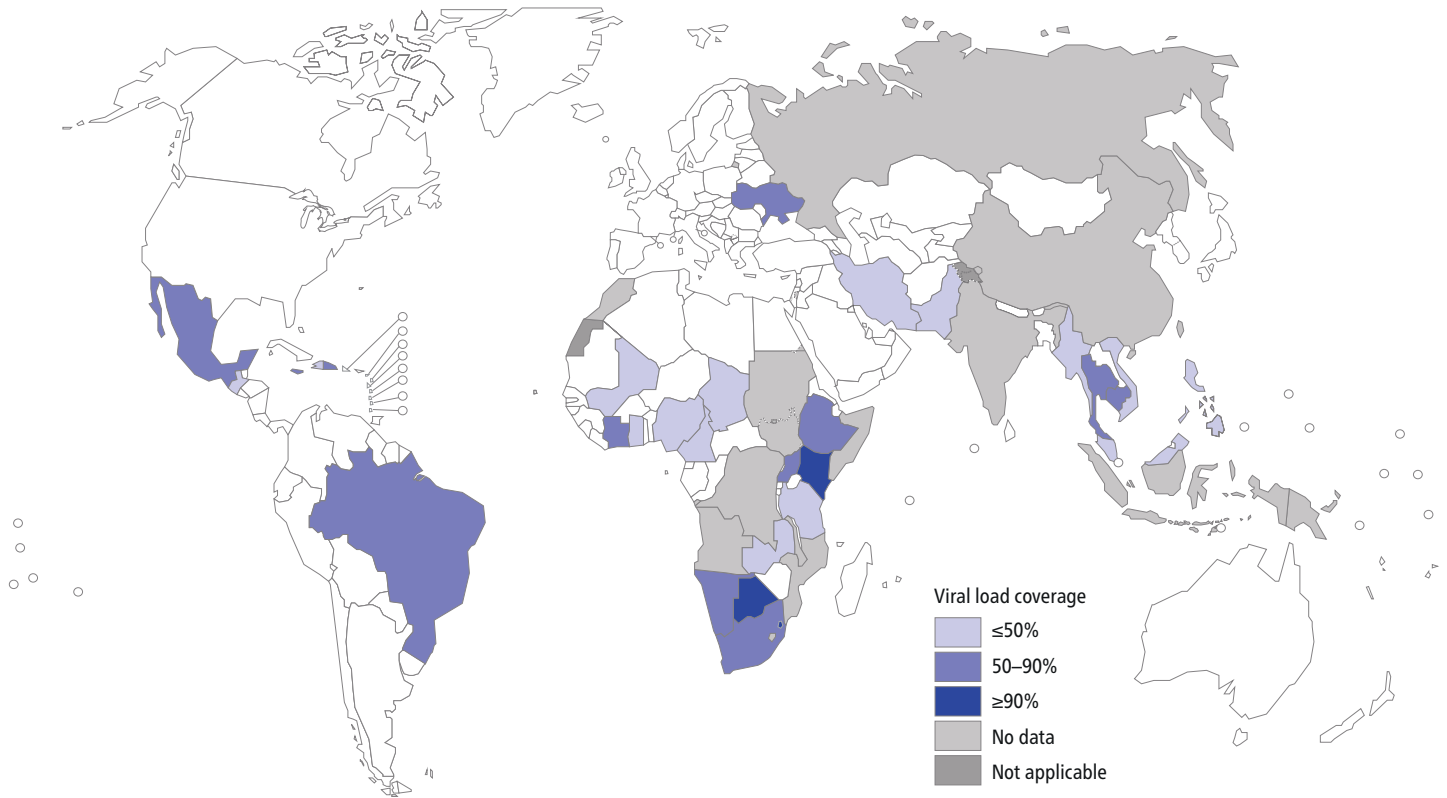 Viral load coverage
≤50%
50–90%
≥90%
No data
Not applicable